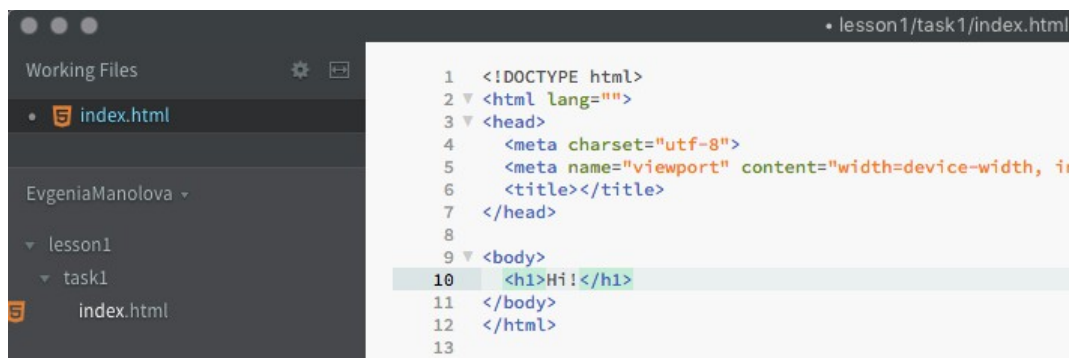 • lesson1/task1/index.html
Working Files
• index.html
EvgeniaManolova
lesson1
task1
index.html
1 <!DOCTYPE html>
2 <html lang="">
3 <head>
4 <meta charset="utf-8">
5 <meta name="viewport" content="width=device-width,
6 <title></title>
7 </head>
8
9 <body>
10 <h1>Hi!</h1>
11 </body>
12 </html>
13